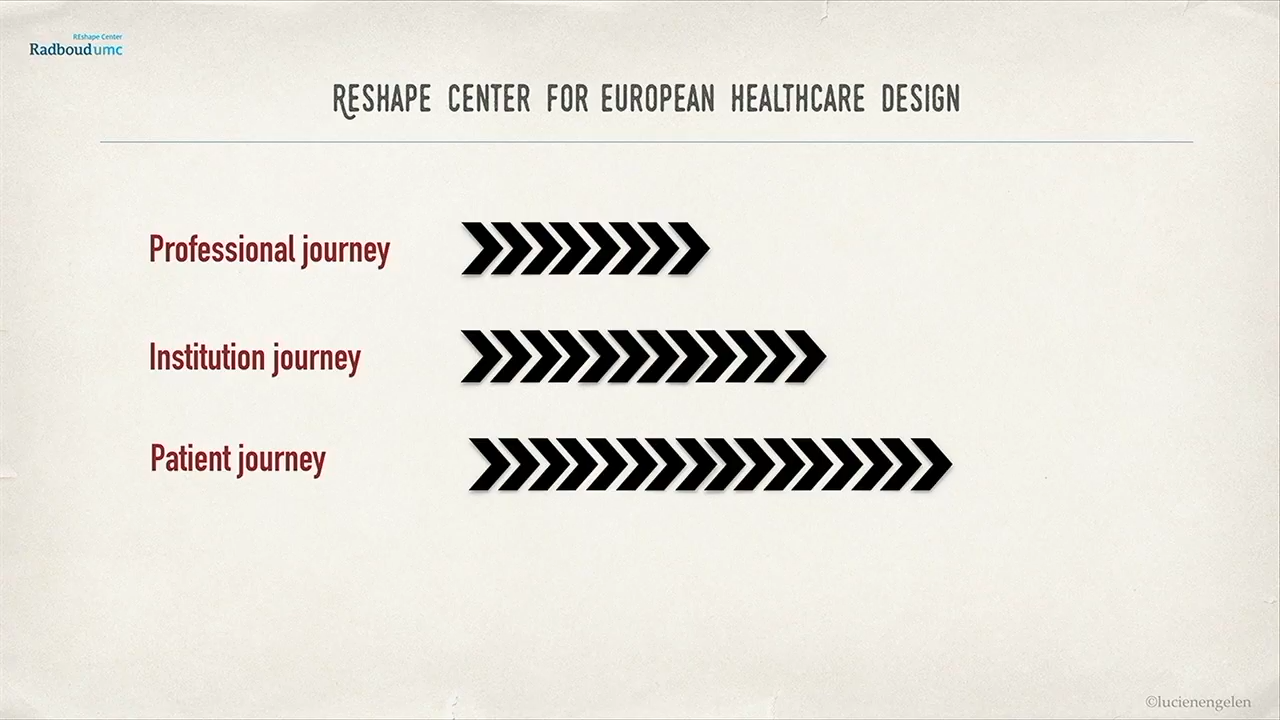 REshape Center
Radboudumc
RESHAPE CENTER FOR EUROPEAN HEALTHCARE DESIGN
Professional journey
Institution journey
Patient journey
©lucienengelen